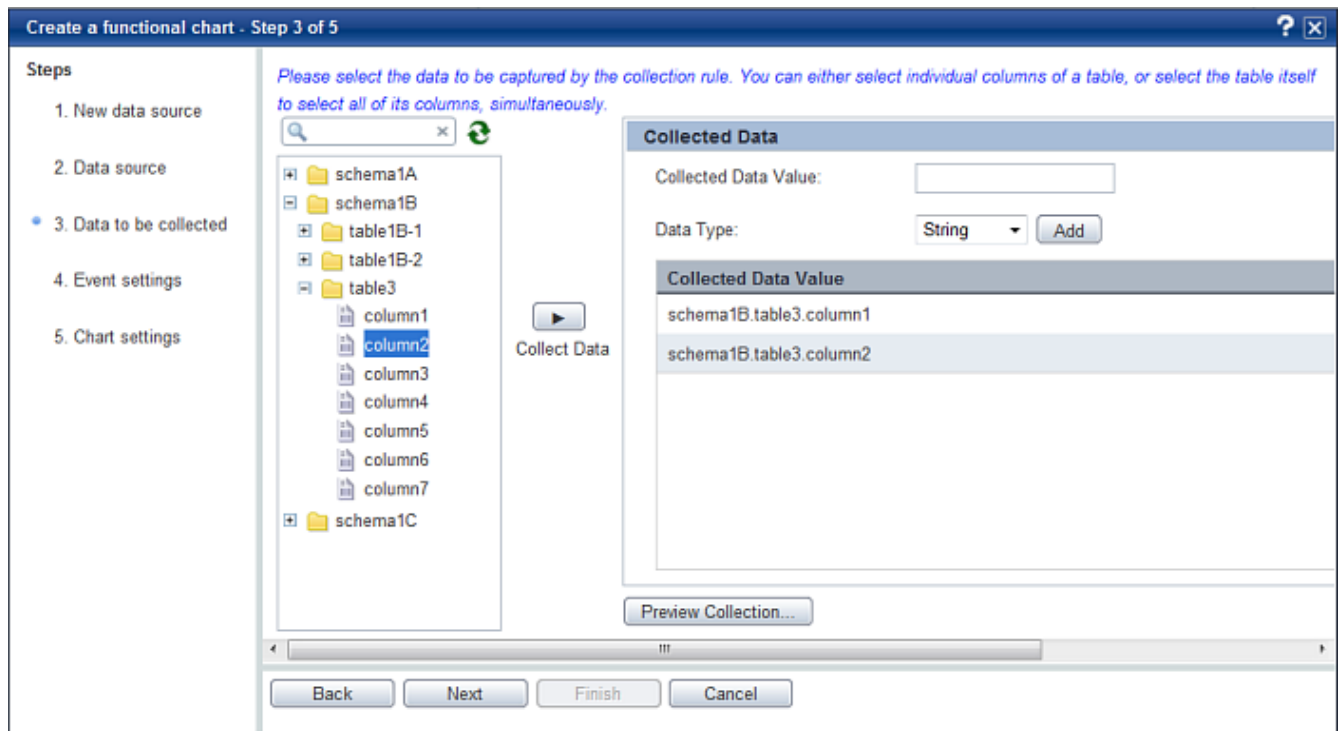 Create a functional chart - Step 3 of 5
?
Steps
1. New data source
2. Data source
3. Data to be collected
4. Event settings
5. Chart settings
Please select the data to be captured by the collection rule. You can either select individual columns of a table, or select the table itself
to select all of its columns, simultaneously.
schema1A
schema1B
table1B-1
table1B-2
table3
column1
column2
column3
column4
column5
column6
column7
schema1C
Collect Data
Collected Data
Collected Data Value:
Data Type: String Add
Collected Data Value
schema1B.table3.column1
schema1B.table3.column2
Preview Collection...
Back Next Finish Cancel